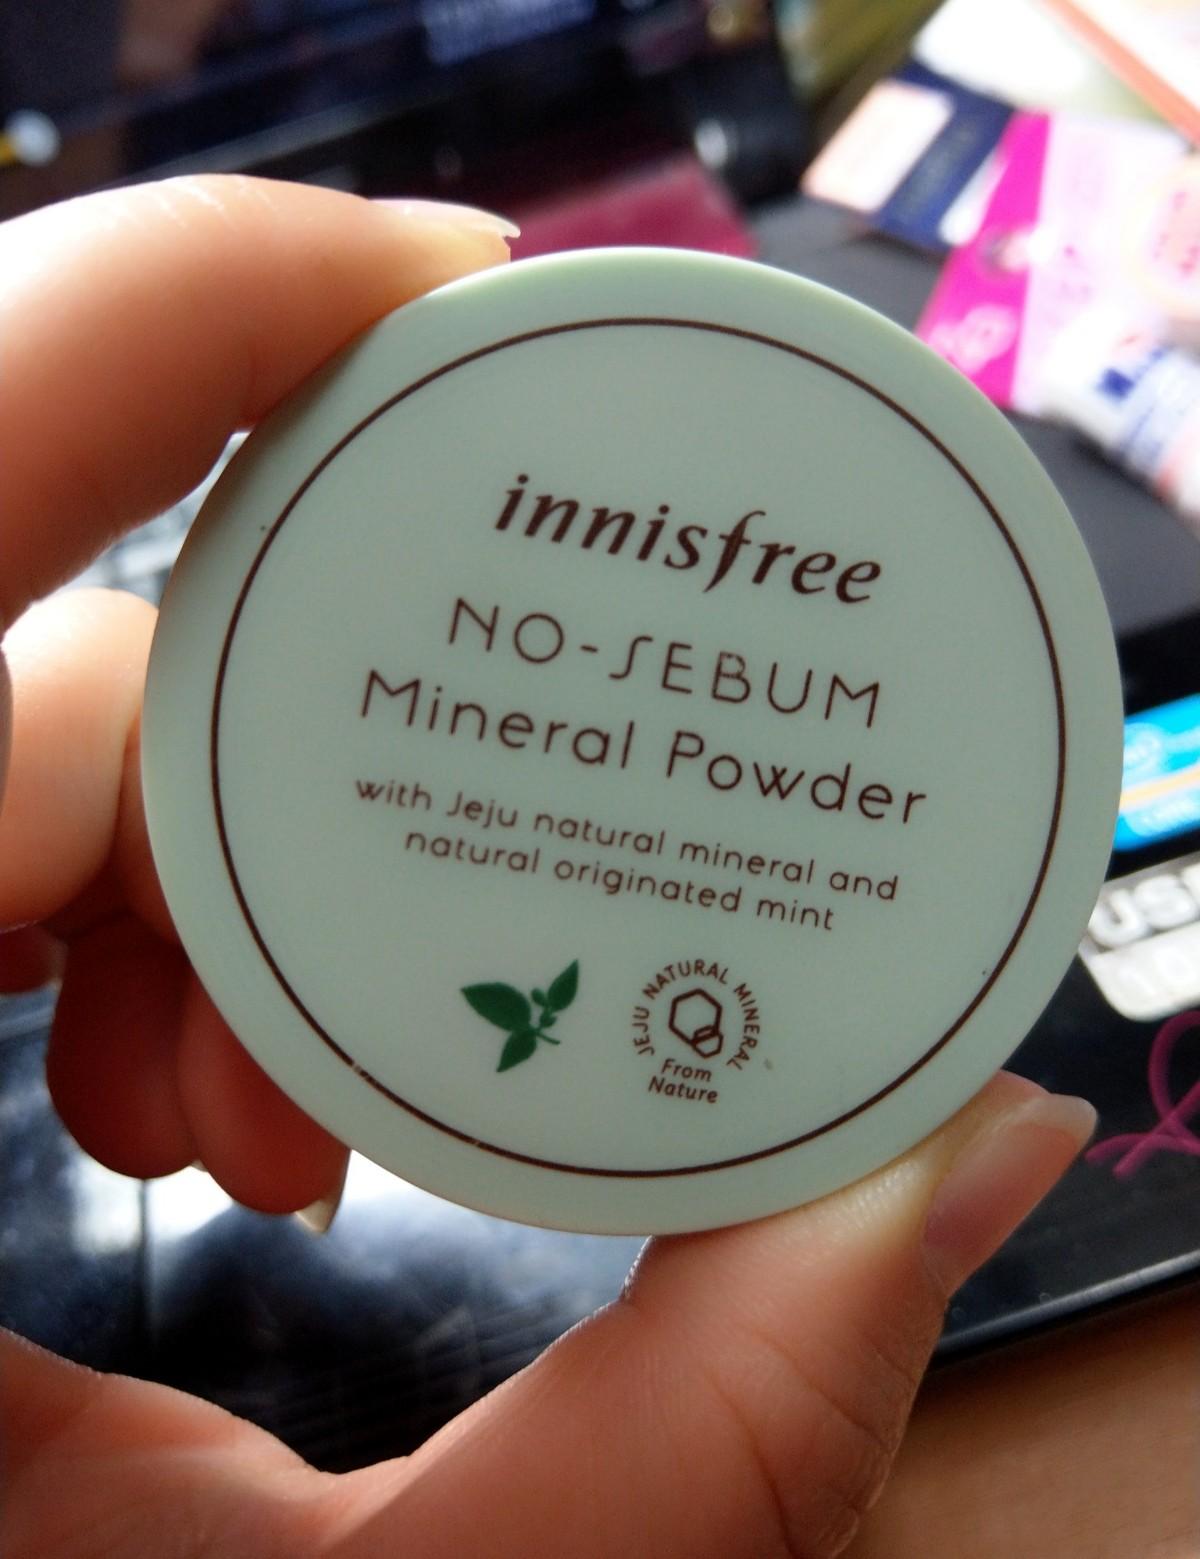 innisfree
NO-SEBUM
Mineral Powder
with Jeju natural mineral and
natural originated mint
JEJU NATURAL MINERAL
From
Nature